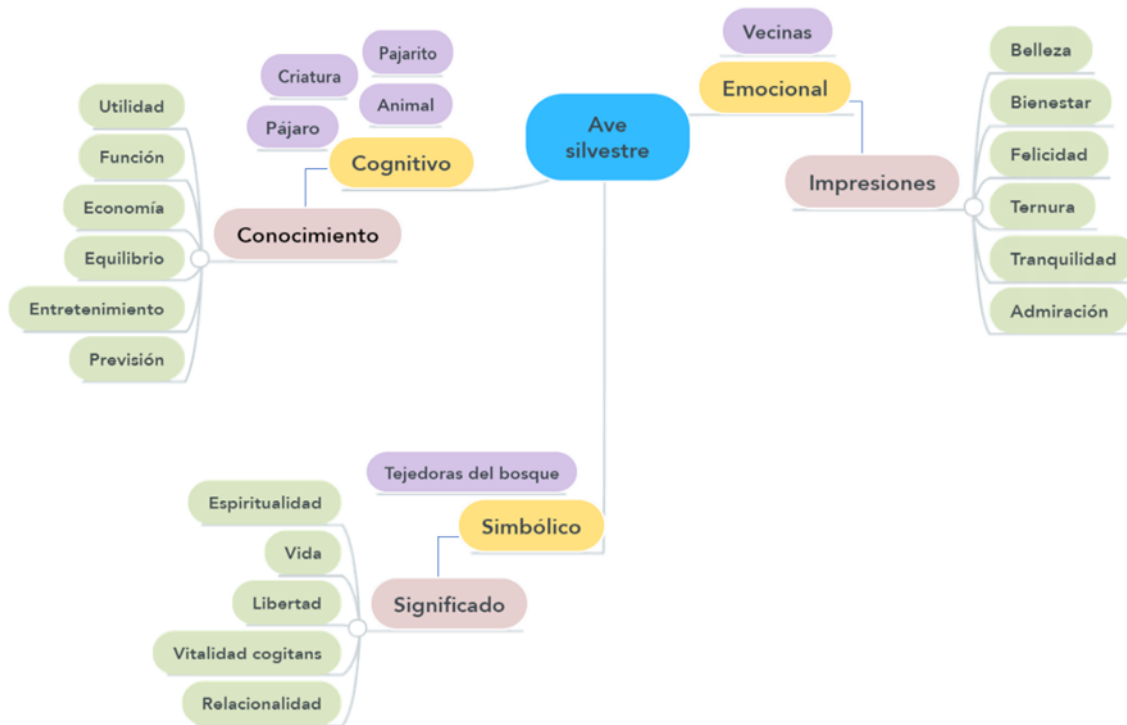 Ave
silvestre
Pajarito
Criatura
Animal
Pájaro
Cognitivo
Conocimiento
Utilidad
Función
Economía
Equilibrio
Entretenimiento
Previsión
Vecinas
Emocional
Impresiones
Belleza
Bienestar
Felicidad
Ternura
Tranquilidad
Admiración
Tejedoras del bosque
Simbólico
Significado
Espiritualidad
Vida
Libertad
Vitalidad cogitans
Relacionalidad